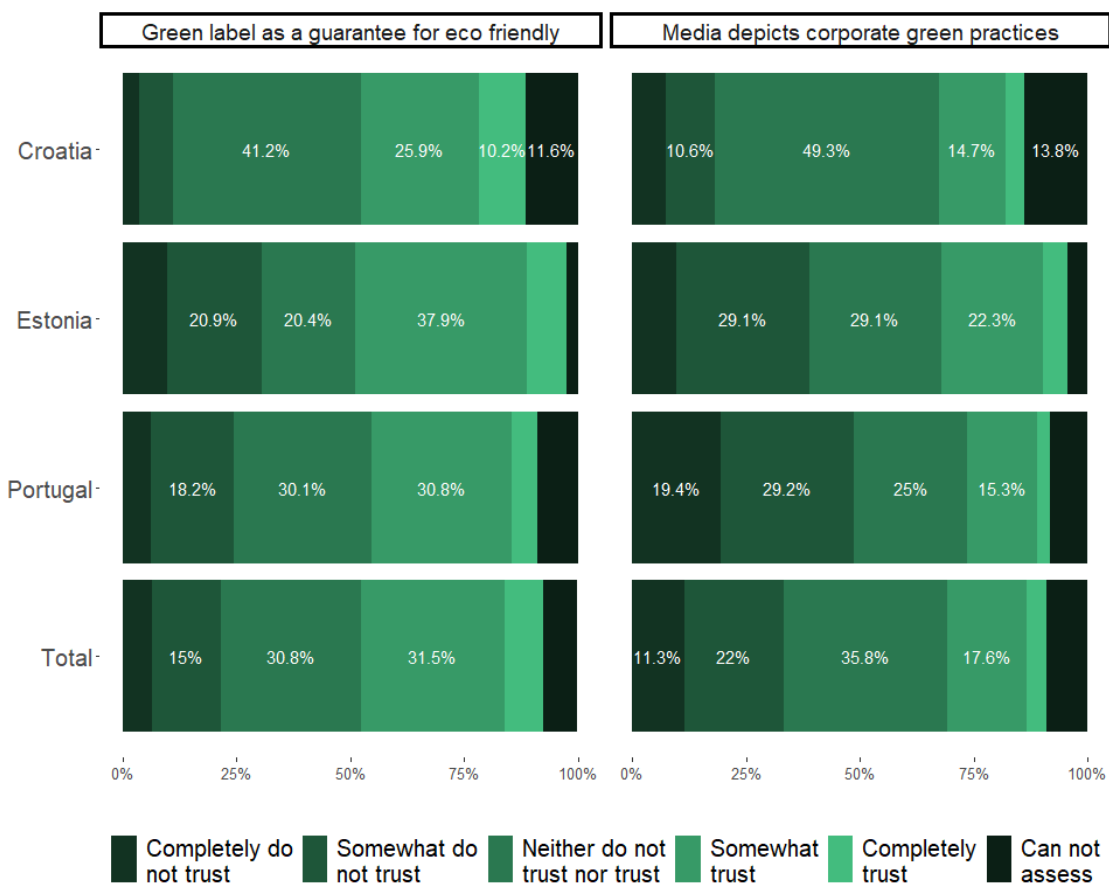 Green label as a guarantee for eco friendly
Media depicts corporate green practices
Croatia
41.2%
25.9%
10.2%
11.6%
10.6%
49.3%
14.7%
13.8%
Estonia
20.9%
20.4%
37.9%
29.1%
29.1%
22.3%
Portugal
18.2%
30.1%
30.8%
19.4%
29.2%
25%
15.3%
Total
15%
30.8%
31.5%
11.3%
22%
35.8%
17.6%
0%
25%
50%
75%
100%
0%
25%
50%
75%
100%
Completely do
not trust
Somewhat do
not trust
Neither do not
trust nor trust
Somewhat
trust
Completely
trust
Can not
assess